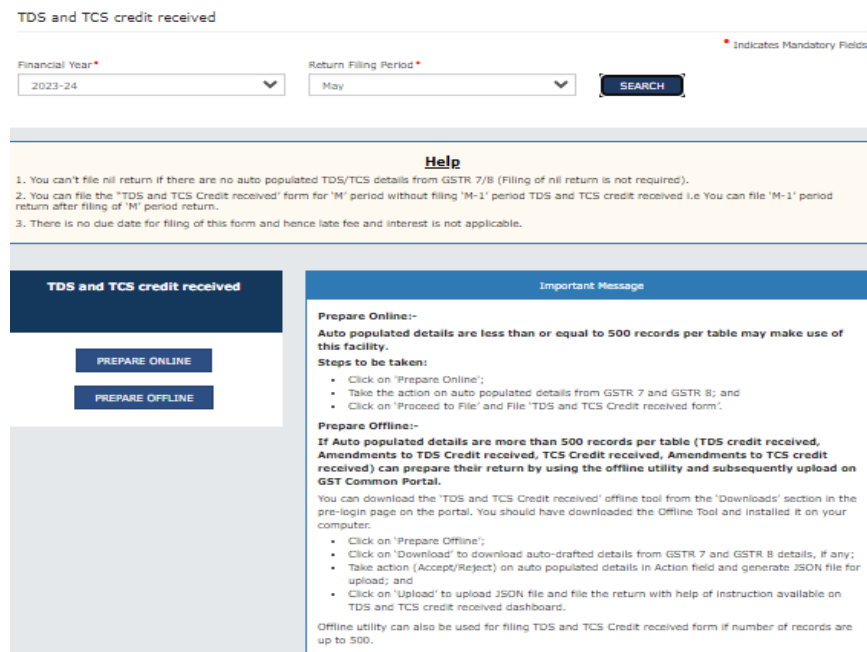 TDS and TCS credit received
• Indicates Mandatory Fields
Financial Year•
Return Filing Period•
2023-24
May
SEARCH
Help
1. You can't file nil return if there are no auto populated TDS/TCS details from GSTR 7/8 (Filing of nil return is not required).
2. You can file the "TDS and TCS Credit received' form for 'M' period without filing 'M-1' period TDS and TCS credit received i.e You can file 'M-1' period
return after filing of 'M' period return.
3. There is no due date for filing of this form and hence late fee and interest is not applicable.
TDS and TCS credit received
PREPARE ONLINE
PREPARE OFFLINE
Important Message
Prepare Online:-
Auto populated details are less than or equal to 500 records per table may make use of
this facility.
Steps to be taken:
• Click on 'Prepare Online';
• Take the action on auto populated details from GSTR 7 and GSTR 8; and
• Click on 'Proceed to File' and File 'TDS and TCS Credit received form'.
Prepare Offline:-
If Auto populated details are more than 500 records per table (TDS credit received,
Amendments to TDS Credit received, TCS Credit received, Amendments to TCS credit
received) can prepare their return by using the offline utility and subsequently upload on
GST Common Portal.
You can download the 'TDS and TCS Credit received' offline tool from the 'Downloads' section in the
pre-login page on the portal. You should have downloaded the Offline Tool and installed it on your
computer.
• Click on 'Prepare Offline';
• Click on 'Download' to download auto-drafted details from GSTR 7 and GSTR 8 details, if any;
• Take action (Accept/Reject) on auto populated details in Action field and generate JSON file for
upload; and
• Click on 'Upload' to upload JSON file and file the return with help of instruction available on
TDS and TCS credit received dashboard.
Offline utility can also be used for filing TDS and TCS Credit received form if number of records are
up to 500.